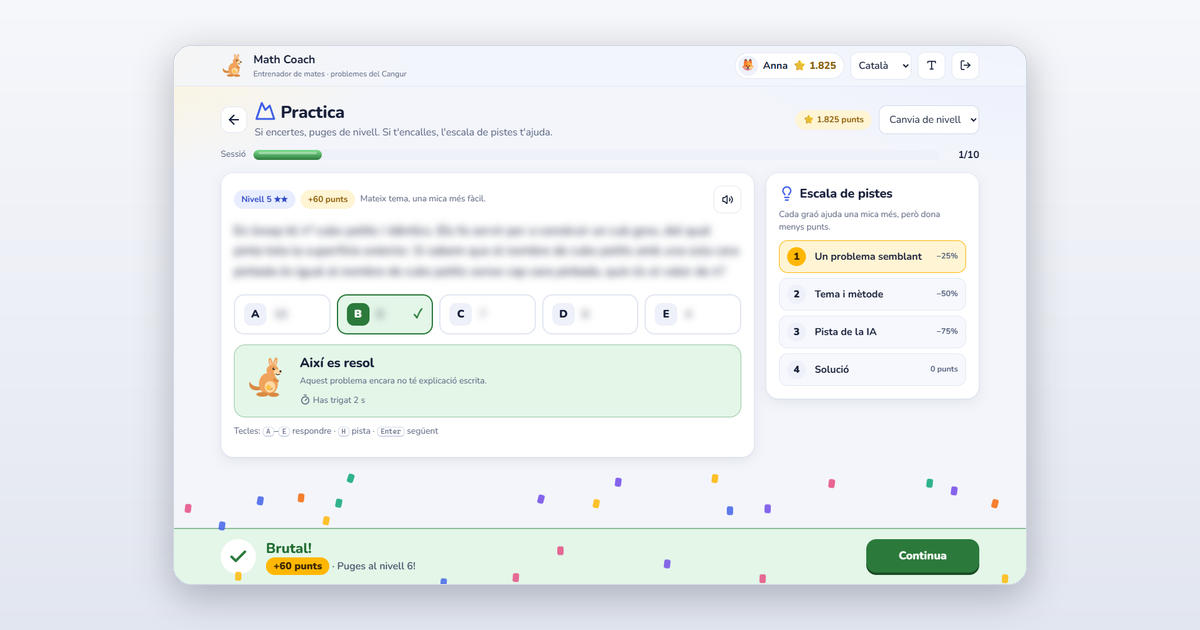 Math Coach
Entrenador de mates · problemes del Cangur
Anna 1.825
Català
T
Practica
Si encertes, puges de nivell. Si t'encalles, l'escala de pistes t'ajuda.
1.825 punts
Canvia de nivell
Sessió
1/10
Nivell 5 ★★ +60 punts Mateix tema, una mica més fàcil.
A
B ✓
C
D
E
Així es resol
Aquest problema encara no té explicació escrita.
Has trigat 2 s
Tecles: A–E respondre · H pista · Enter següent
Escala de pistes
Cada graó ajuda una mica més, però dona
menys punts.
1 Un problema semblant −25%
2 Tema i mètode −50%
3 Pista de la IA −75%
4 Solució 0 punts
Brutal!
+60 punts · Puges al nivell 6!
Continua